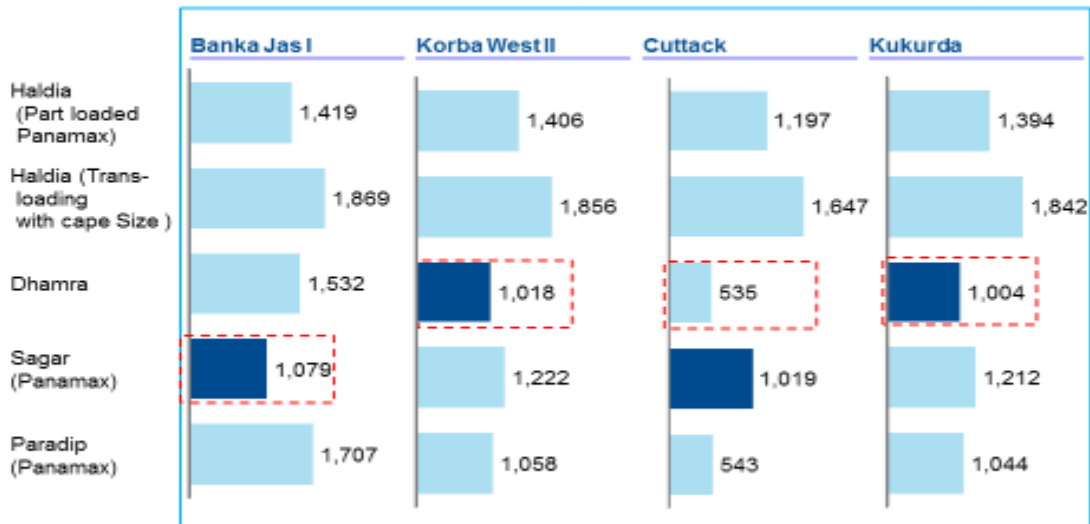 Banka Jas I Korba West II Cuttack Kukurda
Haldia
(Part loaded
Panamax)
1,419 1,406 1,197 1,394
Haldia (Trans-
loading
with cape Size )
1,869 1,856 1,647 1,842
Dhamra
1,532 1,018 535 1,004
Sagar
(Panamax)
1,079 1,222 1,019 1,212
Paradip
(Panamax)
1,707 1,058 543 1,044